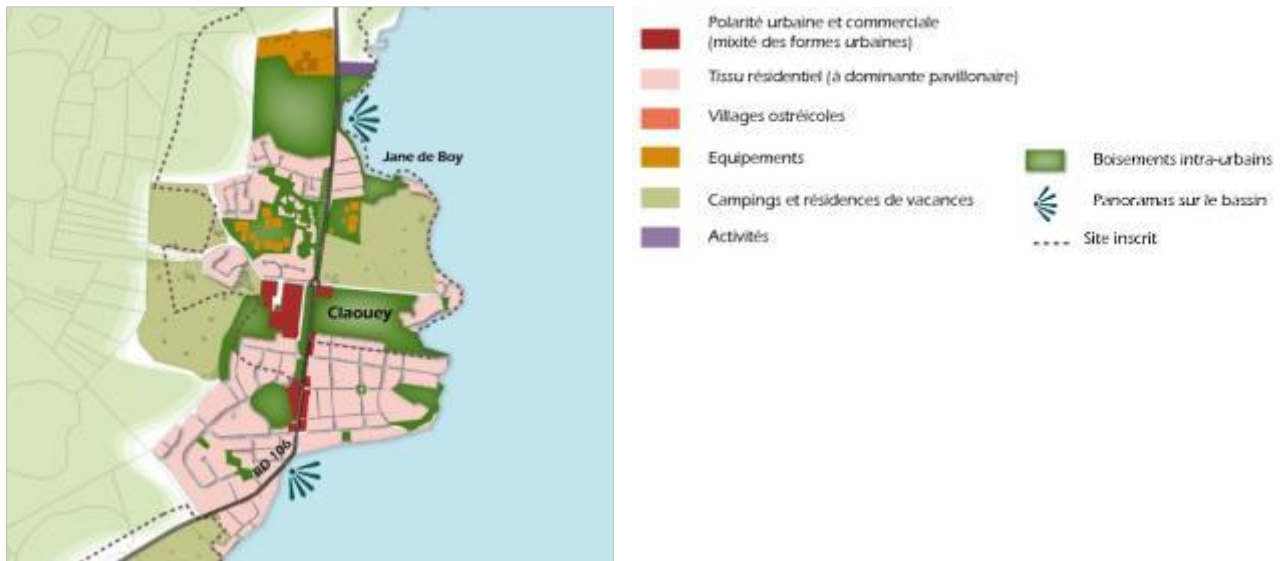 Jane de Boy
Claouey
RD 106
Polarité urbaine et commerciale
(mixité des formes urbaines)
Tissu résidentiel (à dominante pavillonaire)
Villages ostréicoles
Equipements
Campings et résidences de vacances
Activités
Boisements intra-urbains
Panoramas sur le bassin
Site inscrit